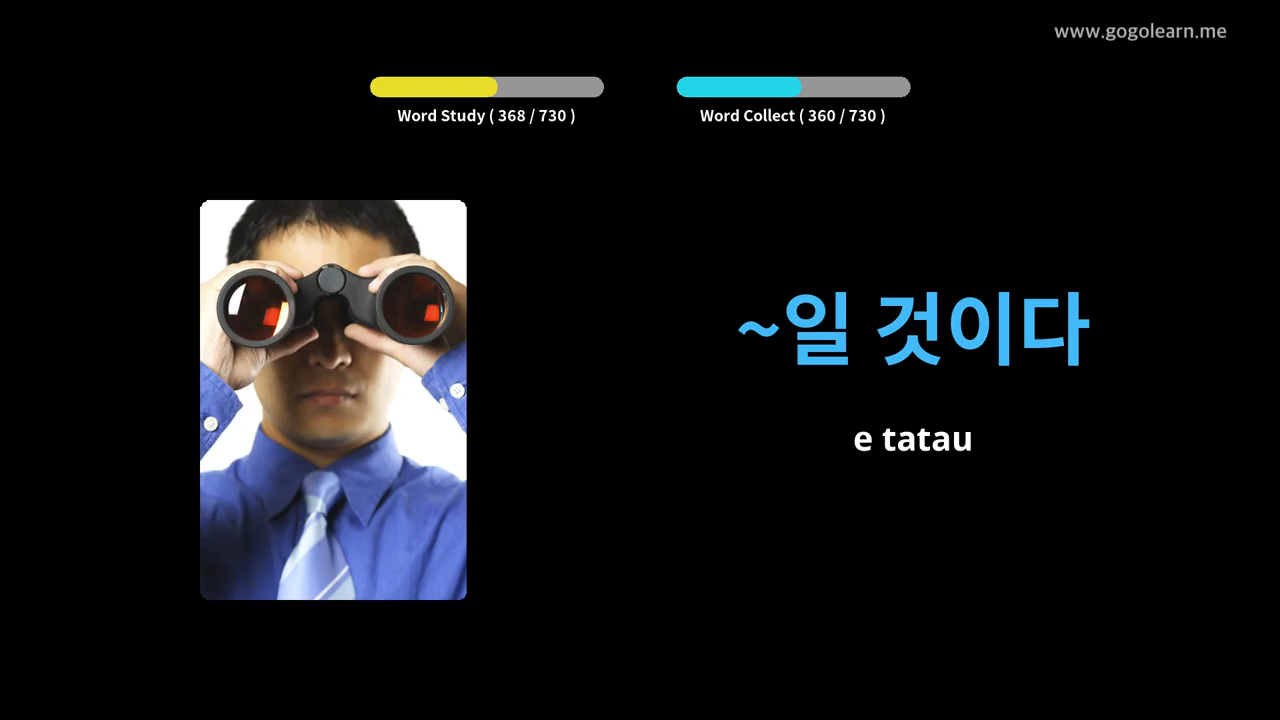 www.gogolearn.me
Word Study ( 368 / 730 )
Word Collect ( 360 / 730 )
~일 것이다
e tatau